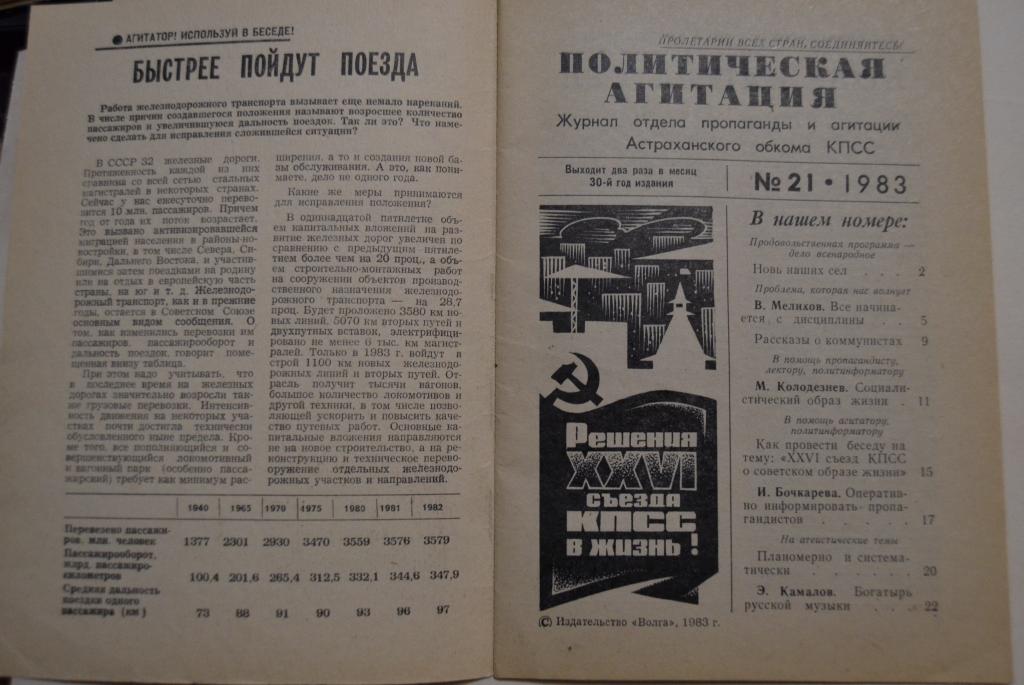 ● АГИТАТОР! ИСПОЛЬЗУЙ В БЕСЕДЕ!
БЫСТРЕЕ ПОЙДУТ ПОЕЗДА
Работа железнодорожного транспорта вызывает еще немало нареканий.
В числе причин создавшегося положения называют возросшее количество
пассажиров и увеличившуюся дальность поездок. Так ли это? Что наме-
чено сделать для исправления сложившейся ситуации?
В СССР 32 железные дороги.
Протяженность каждой из них
сравнима со всей сетью стальных
магистралей в некоторых странах.
Сейчас у нас ежесуточно перево-
зится 10 млн. пассажиров. Причем
год от года их поток возрастает.
Это вызвано активизировавшейся
миграцией населения в районы-но-
востройки, в том числе Севера, Си-
бири, Дальнего Востока, и участив-
шимися затем поездками на родину
или на отдых в европейскую часть
страны, на юг и т. д. Железнодо-
рожный транспорт, как и в прежние
годы, остается в Советском Союзе
основным видом сообщения. О
том, как изменились перевозки им
пассажиров, пассажирооборот и
дальность поездок, говорит поме-
щенная внизу таблица.
При этом надо учитывать, что
в последнее время на железных
дорогах значительно возросли так-
же грузовые перевозки. Интенсив-
ность движения на некоторых уча-
стках почти достигла технически
обусловленного ныне предела. Кро-
ме того, все пополняющийся и со-
вершенствующийся локомотивный
и вагонный парк (особенно пасса-
жирский) требует как минимум рас-
ширения, а то и создания новой ба-
зы обслуживания. А это, как пони-
маете, дело не одного года.
Какие же меры принимаются
для исправления положения?
В одиннадцатой пятилетке объ-
ем капитальных вложений на раз-
витие железных дорог увеличен по
сравнению с предыдущим пятиле-
тием более чем на 20 проц., а объ-
ем строительно-монтажных работ
на сооружении объектов производ-
ственного назначения железнодо-
рожного транспорта — на 28,7
проц. Будет проложено 3580 км но-
вых линий, 5070 км вторых путей и
двухпутных вставок, электрифици-
ровано не менее 6 тыс. км магист-
ралей. Только в 1983 г. войдут в
строй 1100 км новых железнодо-
рожных линий и вторых путей. От-
расль получит тысячи вагонов,
большое количество локомотивов и
другой техники, в том числе позво-
ляющей ускорить и повысить качес-
тво путевых работ. Основные ка-
питальные вложения направляются
не на новое строительство, а на ре-
конструкцию и техническое перево-
оружение отдельных железнодо-
рожных участков и направлений.
1940 1965 1970 1975 1980 1981 1982
Перевезено пассажи-
ров, млн. человек 1377 2301 2930 3470 3559 3576 3579
Пассажирооборот,
млрд. пассажиро-
километров 100,4 201,6 265,4 312,5 332,1 344,6 347,9
Средняя дальность
поездки одного
пассажира (км) 73 88 91 90 93 96 97
ПРОЛЕТАРИИ ВСЕХ СТРАН, СОЕДИНЯЙТЕСЬ!
ПОЛИТИЧЕСКАЯ
АГИТАЦИЯ
Журнал отдела пропаганды и агитации
Астраханского обкома КПСС
Выходит два раза в месяц
30-й год издания
№ 21 • 1983
Решения
XXVI
съезда
КПСС
в жизнь!
В нашем номере:
Продовольственная программа —
дело всенародное
Новь наших сел . . . 2
Проблема, которая нас волнует
В. Мелихов. Все начина-
ется с дисциплины . . 5
Рассказы о коммунистах 9
В помощь пропагандисту,
лектору, политинформатору
М. Колодезнев. Социали-
стический образ жизни . 11
В помощь агитатору,
политинформатору
Как провести беседу на
тему: «XXVI съезд КПСС
о советском образе жизни» 15
И. Бочкарева. Оператив-
но информировать пропа-
гандистов . . . . 17
На атеистические темы
Планомерно и система-
тически . . . . 20
Э. Камалов. Богатырь
русской музыки . . . 22
© Издательство «Волга», 1983 г.